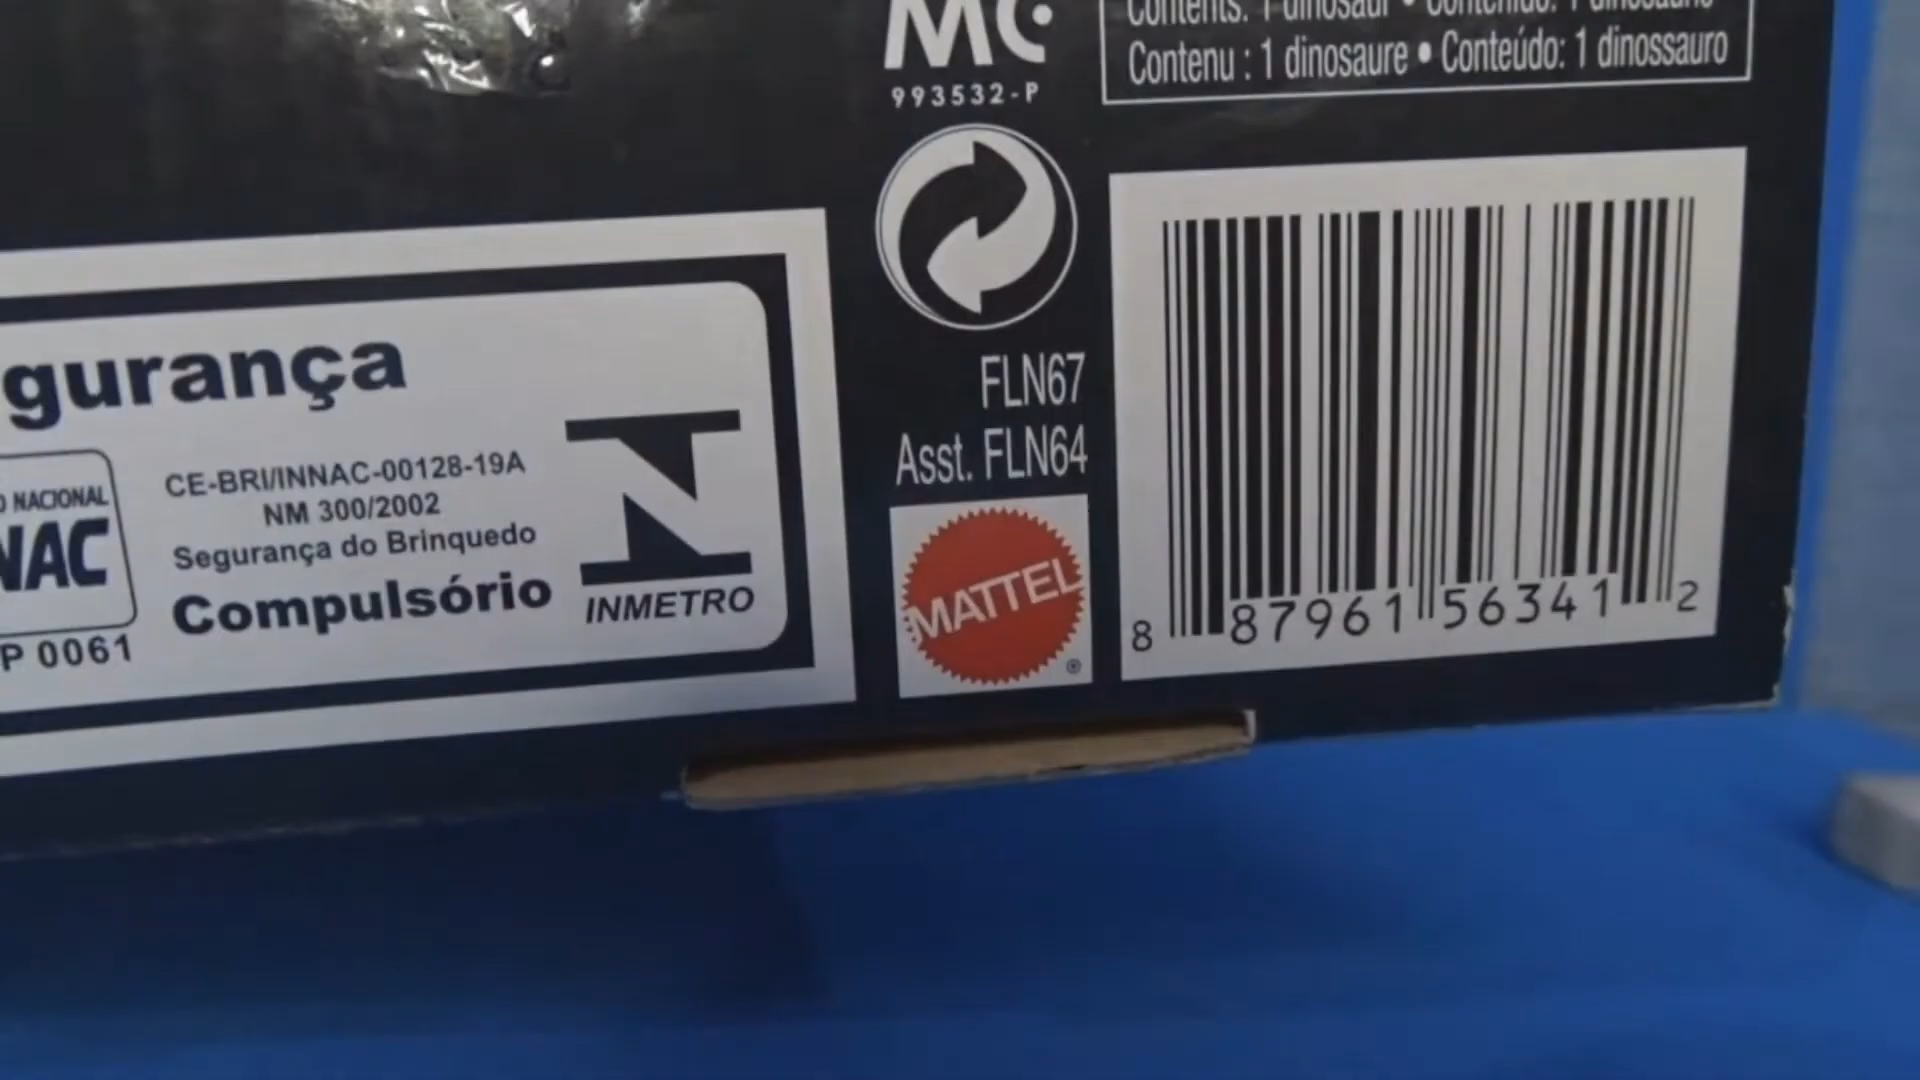 gurança
O NACIONAL
NAC
P 0061
CE-BRI/INNAC-00128-19A
NM 300/2002
Segurança do Brinquedo
Compulsório
INMETRO
MC
993532-P
FLN67
Asst. FLN64
MATTEL
®
Contents: 1 dinosaur • Contenido: 1 dinosaurio
Contenu : 1 dinosaure • Conteúdo: 1 dinossauro
8 87961 56341 2